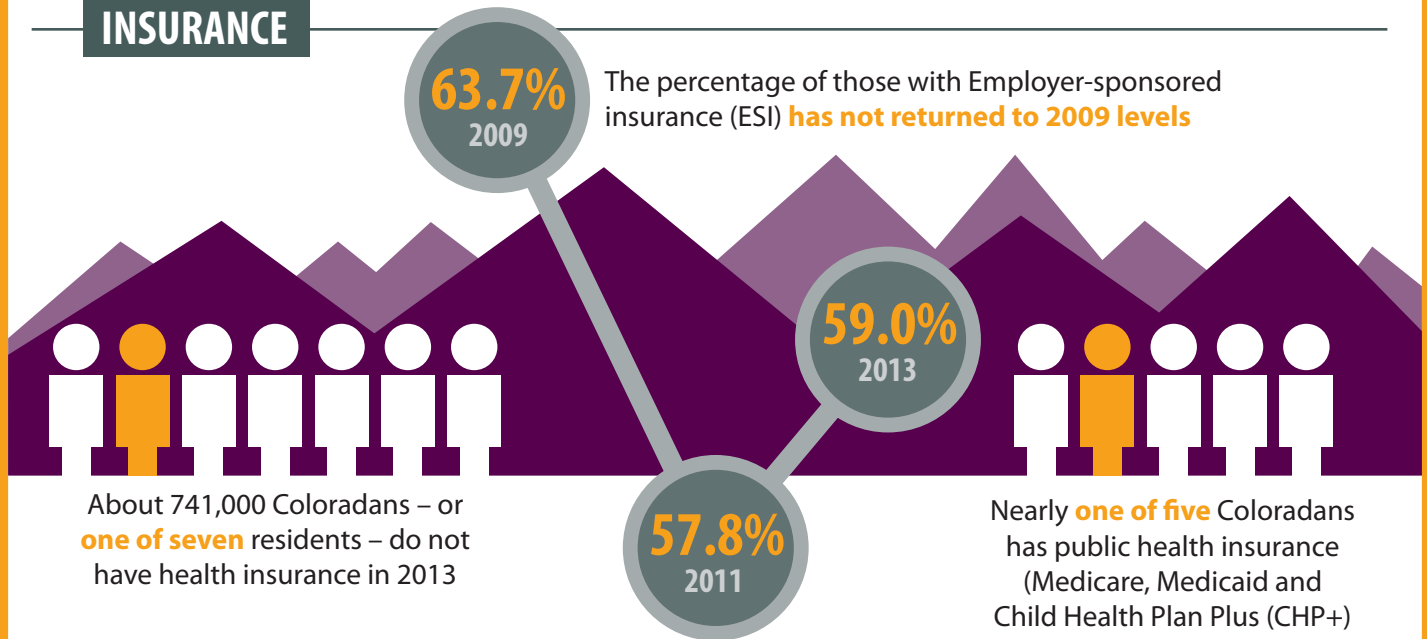 INSURANCE
63.7%
2009
The percentage of those with Employer-sponsored
insurance (ESI) has not returned to 2009 levels
59.0%
2013
57.8%
2011
About 741,000 Coloradans – or
one of seven residents – do not
have health insurance in 2013
Nearly one of five Coloradans
has public health insurance
(Medicare, Medicaid and
Child Health Plan Plus (CHP+)